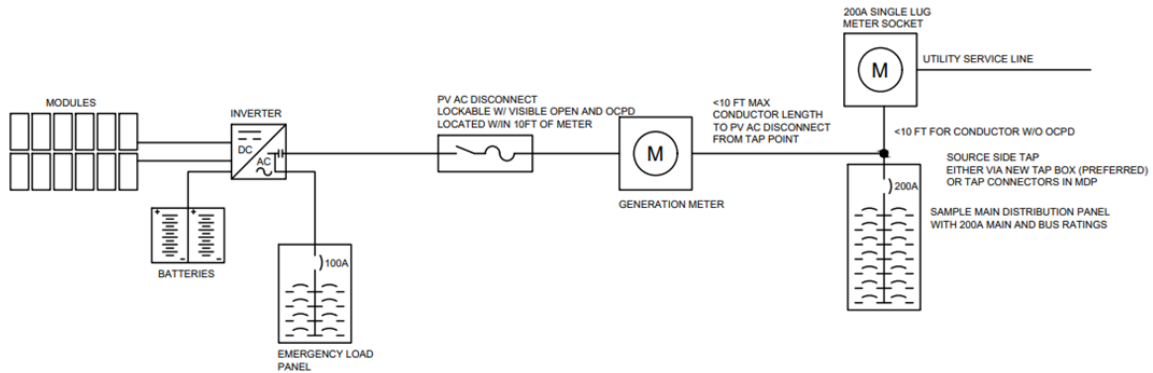 200A SINGLE LUG
METER SOCKET
M
UTILITY SERVICE LINE
MODULES
INVERTER
DC
AC
PV AC DISCONNECT
LOCKABLE W/ VISIBLE OPEN AND OCPD
LOCATED W/IN 10FT OF METER
M
GENERATION METER
<10 FT MAX
CONDUCTOR LENGTH
TO PV AC DISCONNECT
FROM TAP POINT
<10 FT FOR CONDUCTOR W/O OCPD
SOURCE SIDE TAP
EITHER VIA NEW TAP BOX (PREFERRED)
OR TAP CONNECTORS IN MDP
200A
SAMPLE MAIN DISTRIBUTION PANEL
WITH 200A MAIN AND BUS RATINGS
+ +
- -
BATTERIES
100A
EMERGENCY LOAD
PANEL